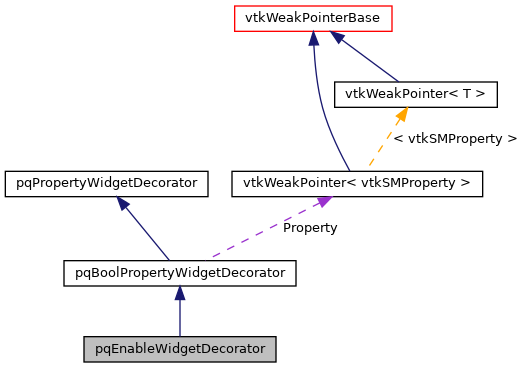 vtkWeakPointerBase
vtkWeakPointer< T >
< vtkSMProperty >
pqPropertyWidgetDecorator
vtkWeakPointer< vtkSMProperty >
Property
pqBoolPropertyWidgetDecorator
pqEnableWidgetDecorator